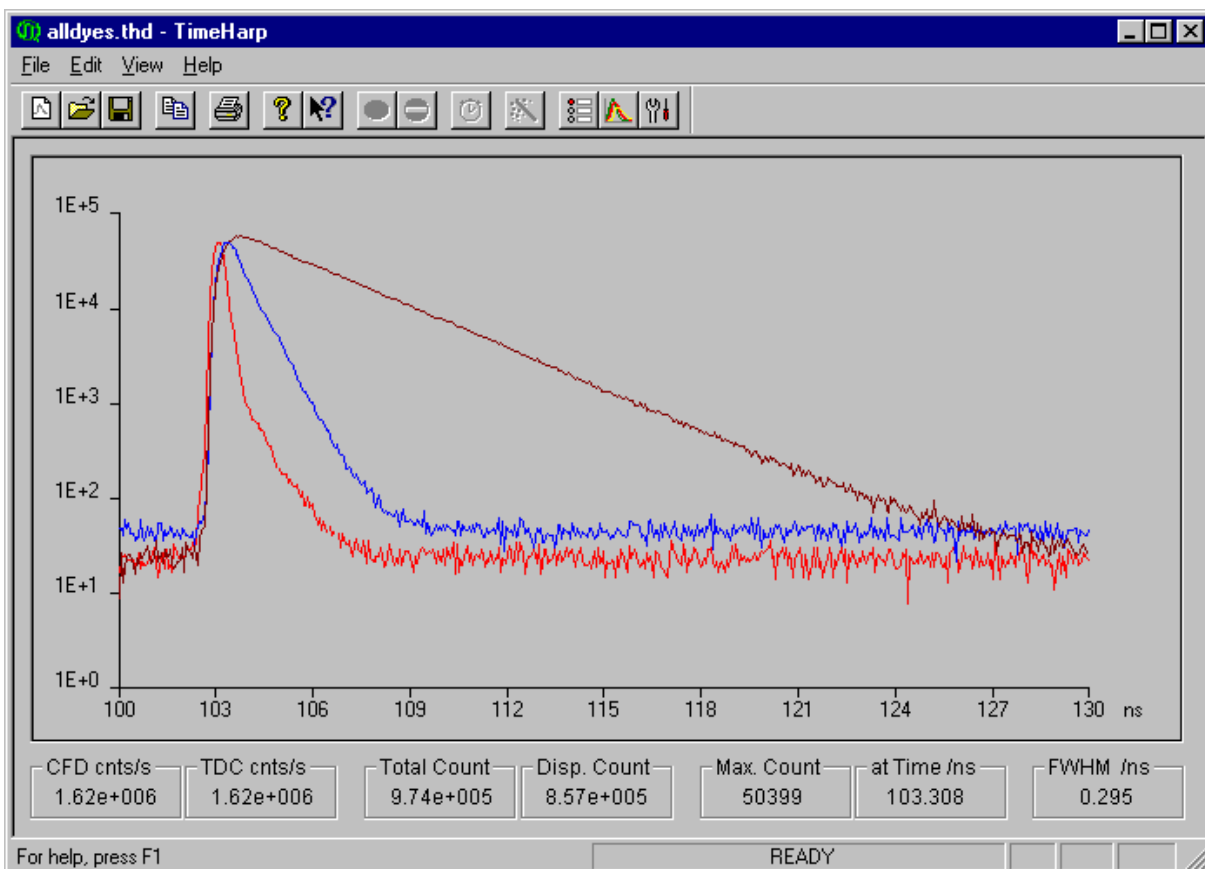 alldyes.thd - TimeHarp
File Edit View Help
1E+5
1E+4
1E+3
1E+2
1E+1
1E+0
100 103 106 109 112 115 118 121 124 127 130 ns
CFD cnts/s TDC cnts/s Total Count Disp. Count Max. Count at Time /ns FWHM /ns
1.62e+006 1.62e+006 9.74e+005 8.57e+005 50399 103.308 0.295
For help, press F1 READY